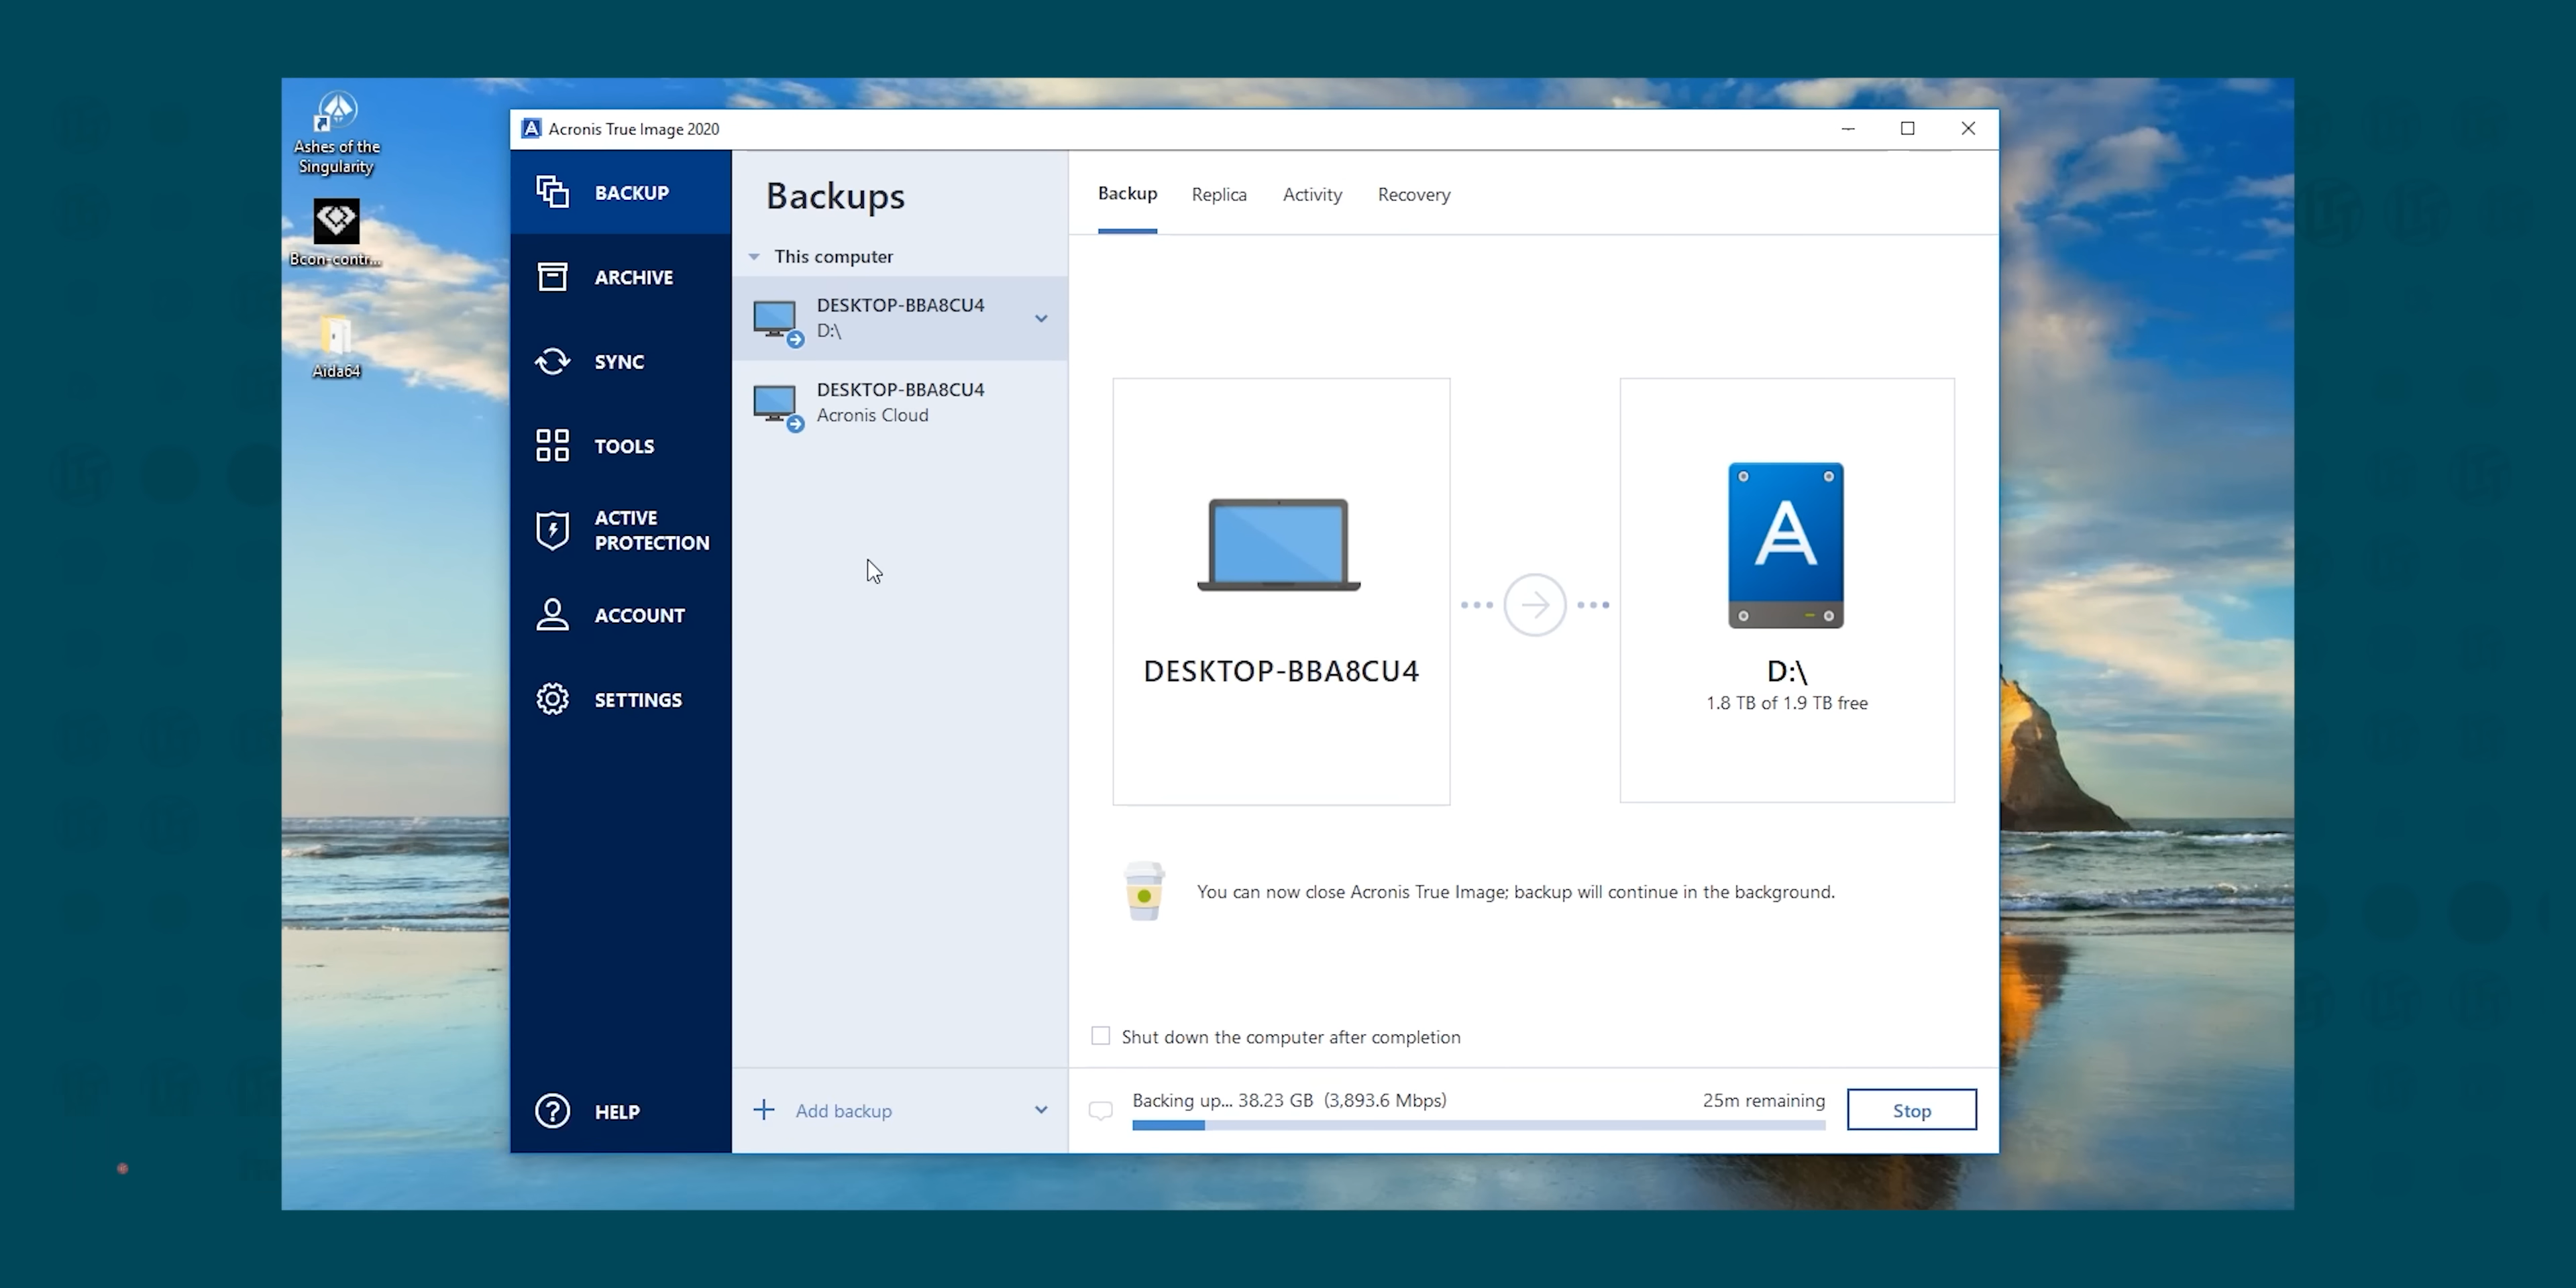 Ashes of the
Singularity
Bcon-contr...
Aida64
Acronis True Image 2020
BACKUP
ARCHIVE
SYNC
TOOLS
ACTIVE
PROTECTION
ACCOUNT
SETTINGS
HELP
Backups
This computer
DESKTOP-BBA8CU4
D:\
DESKTOP-BBA8CU4
Acronis Cloud
Add backup
Backup Replica Activity Recovery
DESKTOP-BBA8CU4
A
D:\
1.8 TB of 1.9 TB free
You can now close Acronis True Image; backup will continue in the background.
Shut down the computer after completion
Backing up... 38.23 GB (3,893.6 Mbps) 25m remaining
Stop